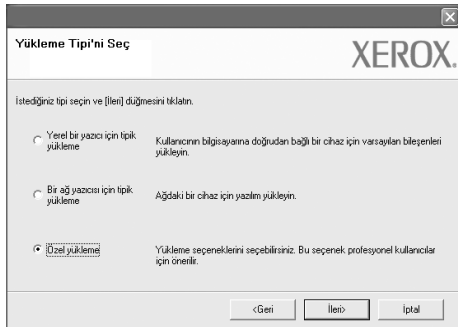 Yükleme Tipi'ni Seç
XEROX.
İstediğiniz tipi seçin ve [İleri] düğmesini tıklatın.
Yerel bir yazıcı için tipik
yükleme
Kullanıcının bilgisayarına doğrudan bağlı bir cihaz için varsayılan bileşenleri
yükleyin.
Bir ağ yazıcısı için tipik
yükleme
Ağdaki bir cihaz için yazılım yükleyin.
Özel yükleme
Yükleme seçeneklerini seçebilirsiniz. Bu seçenek profesyonel kullanıcılar
için önerilir.
<Geri
İleri>
İptal